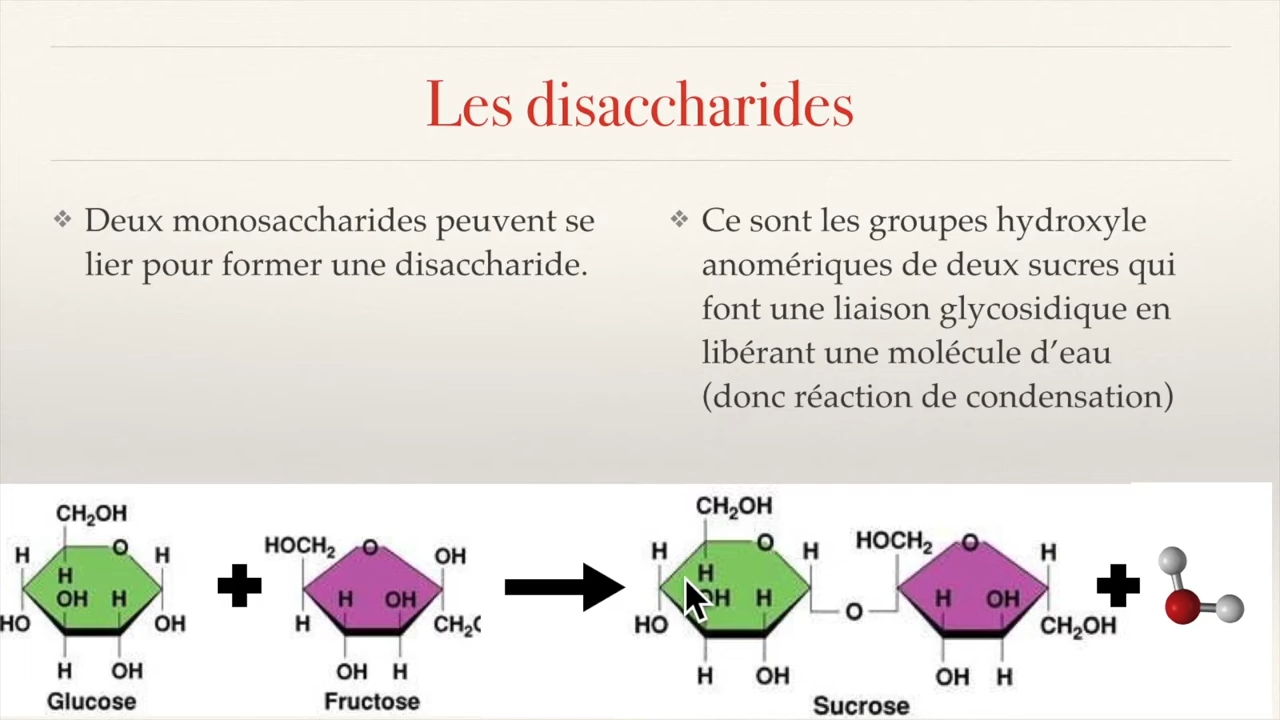 Les disaccharides
❖ Deux monosaccharides peuvent se
lier pour former une disaccharide.
❖ Ce sont les groupes hydroxyle
anomériques de deux sucres qui
font une liaison glycosidique en
libérant une molécule d’eau
(donc réaction de condensation)
CH₂OH
H O H
H
OH H
HO OH
H OH
Glucose
HOCH₂ O OH
H OH
H
OH H
Fructose
CH₂OH
H O H
H
H
HO
H OH
O
HOCH₂ O H
H OH
CH₂OH
OH H
Sucrose